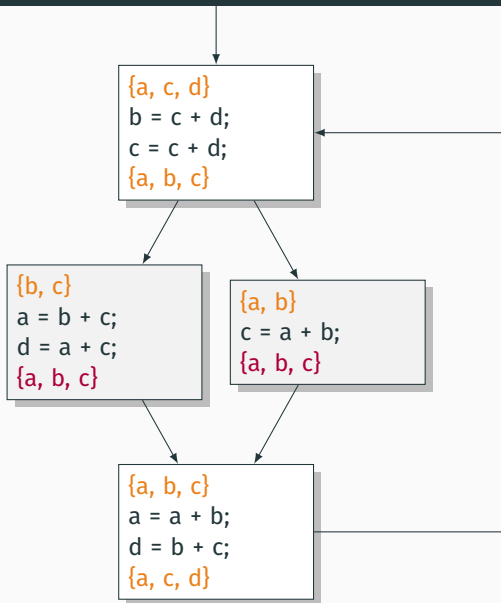 {a, c, d}
b = c + d;
c = c + d;
{a, b, c}
{b, c}
a = b + c;
d = a + c;
{a, b, c}
{a, b}
c = a + b;
{a, b, c}
{a, b, c}
a = a + b;
d = b + c;
{a, c, d}